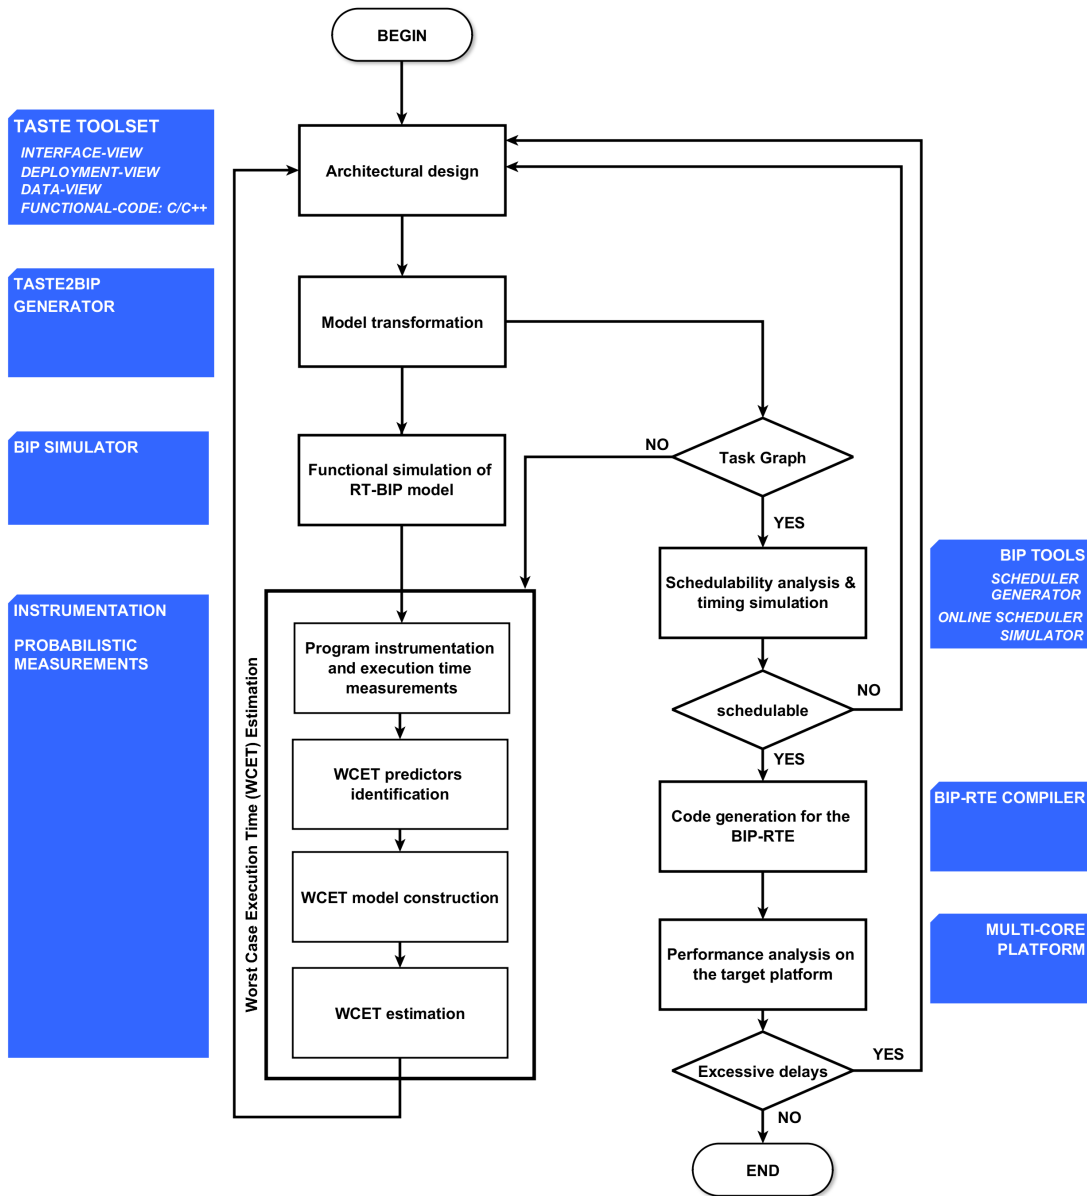 BEGIN
TASTE TOOLSET
INTERFACE-VIEW
DEPLOYMENT-VIEW
DATA-VIEW
FUNCTIONAL-CODE: C/C++
Architectural design
TASTE2BIP
GENERATOR
Model transformation
BIP SIMULATOR
Functional simulation of
RT-BIP model
NO
Task Graph
YES
BIP TOOLS
SCHEDULER
GENERATOR
ONLINE SCHEDULER
SIMULATOR
Schedulability analysis &
timing simulation
INSTRUMENTATION
PROBABILISTIC
MEASUREMENTS
Worst Case Execution Time (WCET) Estimation
Program instrumentation
and execution time
measurements
WCET predictors
identification
WCET model construction
WCET estimation
schedulable
NO
YES
Code generation for the
BIP-RTE
BIP-RTE COMPILER
Performance analysis on
the target platform
MULTI-CORE
PLATFORM
Excessive delays
YES
NO
END